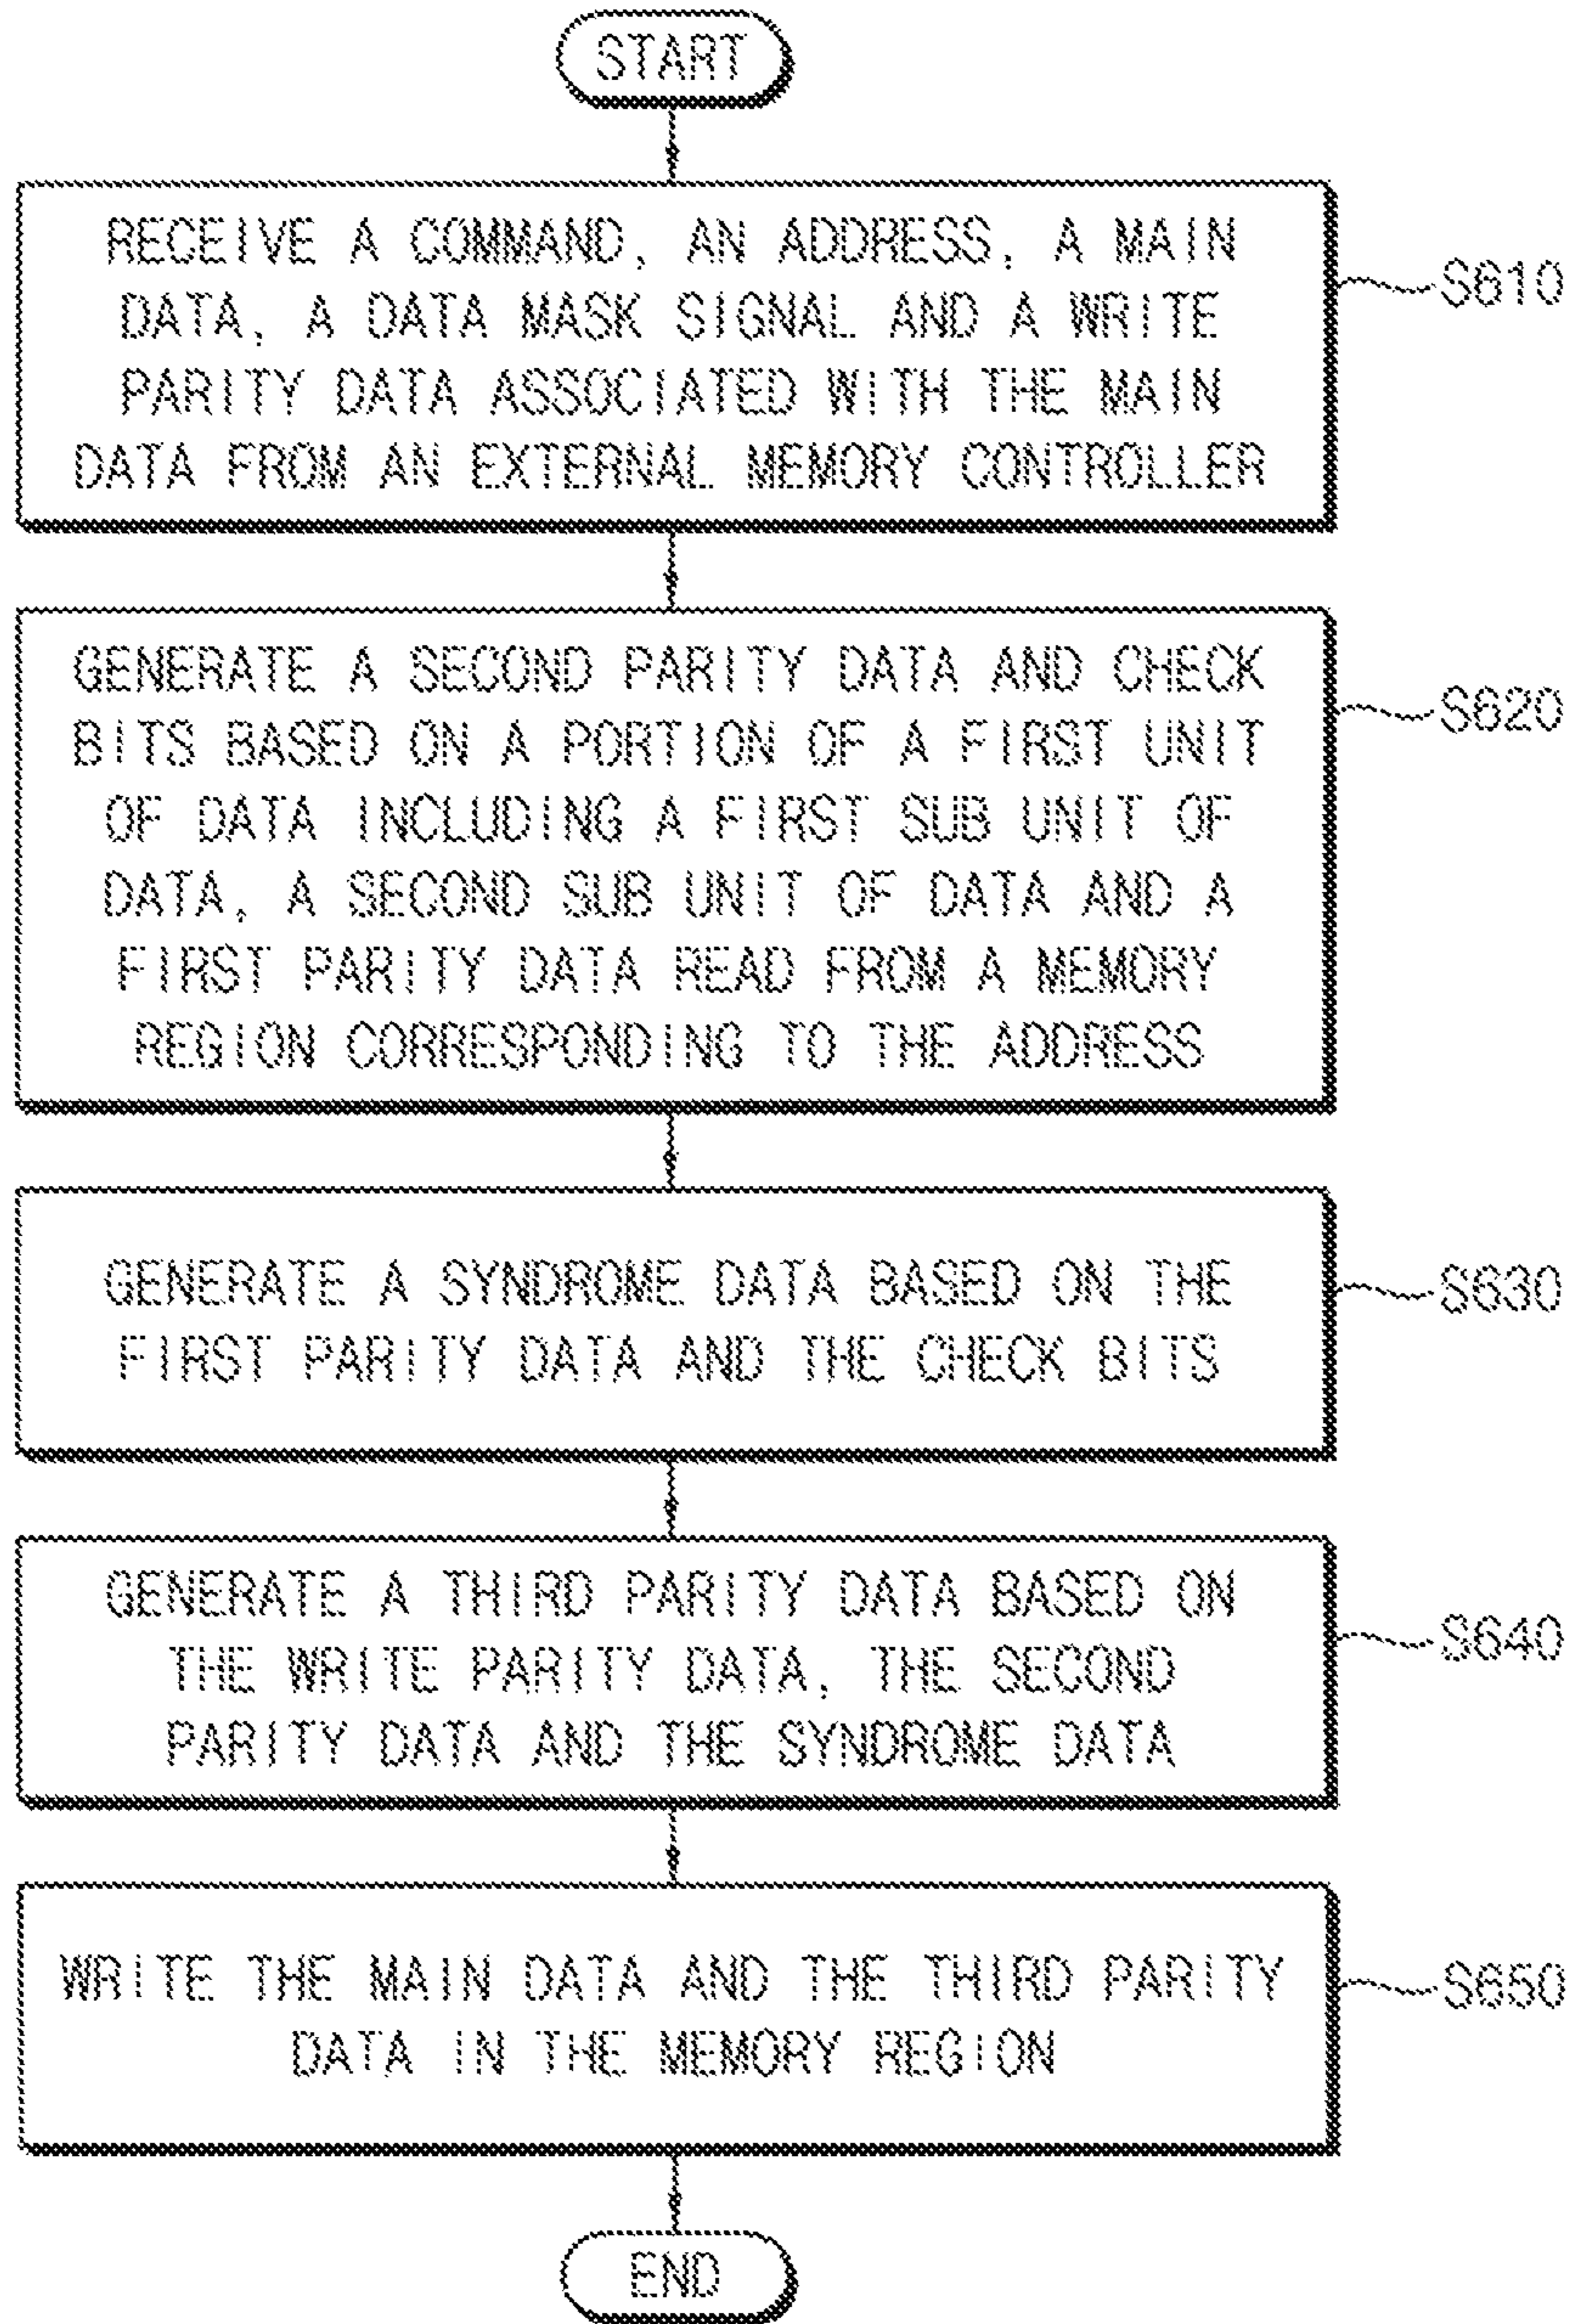 START
RECEIVE A COMMAND, AN ADDRESS, A MAIN
DATA, A DATA MASK SIGNAL AND A WRITE
PARITY DATA ASSOCIATED WITH THE MAIN
DATA FROM AN EXTERNAL MEMORY CONTROLLER
S610
GENERATE A SECOND PARITY DATA AND CHECK
BITS BASED ON A PORTION OF A FIRST UNIT
OF DATA INCLUDING A FIRST SUB UNIT OF
DATA, A SECOND SUB UNIT OF DATA AND A
FIRST PARITY DATA READ FROM A MEMORY
REGION CORRESPONDING TO THE ADDRESS
S620
GENERATE A SYNDROME DATA BASED ON THE
FIRST PARITY DATA AND THE CHECK BITS
S630
GENERATE A THIRD PARITY DATA BASED ON
THE WRITE PARITY DATA, THE SECOND
PARITY DATA AND THE SYNDROME DATA
S640
WRITE THE MAIN DATA AND THE THIRD PARITY
DATA IN THE MEMORY REGION
S650
END